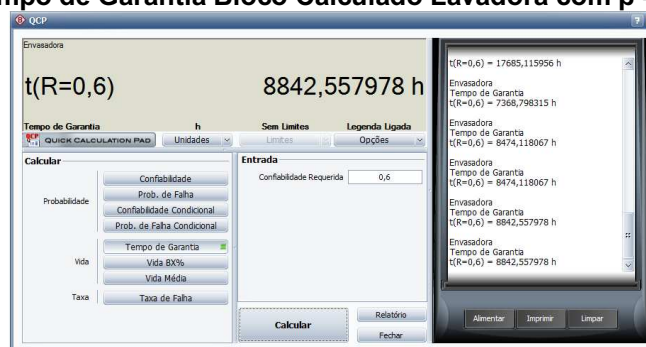 mpo de Garantia Bloco Calculado Lavadora com p
QCP
Envasadora
t(R=0,6) 8842,557978 h
Tempo de Garantia h Sem Limites Legenda Ligada
QCP QUICK CALCULATION PAD Unidades Limites Opções
Calcular
Probabilidade
Confiabilidade
Prob. de Falha
Confiabilidade Condicional
Prob. de Falha Condicional
Vida
Tempo de Garantia
Vida BX%
Vida Média
Taxa
Taxa de Falha
Entrada
Confiabilidade Requerida 0,6
Calcular
Relatório
Fechar
t(R=0,6) = 17685,115956 h
Envasadora
Tempo de Garantia
t(R=0,6) = 7368,798315 h
Envasadora
Tempo de Garantia
t(R=0,6) = 8474,118067 h
Envasadora
Tempo de Garantia
t(R=0,6) = 8474,118067 h
Envasadora
Tempo de Garantia
t(R=0,6) = 8842,557978 h
Envasadora
Tempo de Garantia
t(R=0,6) = 8842,557978 h
Alimentar Imprimir Limpar